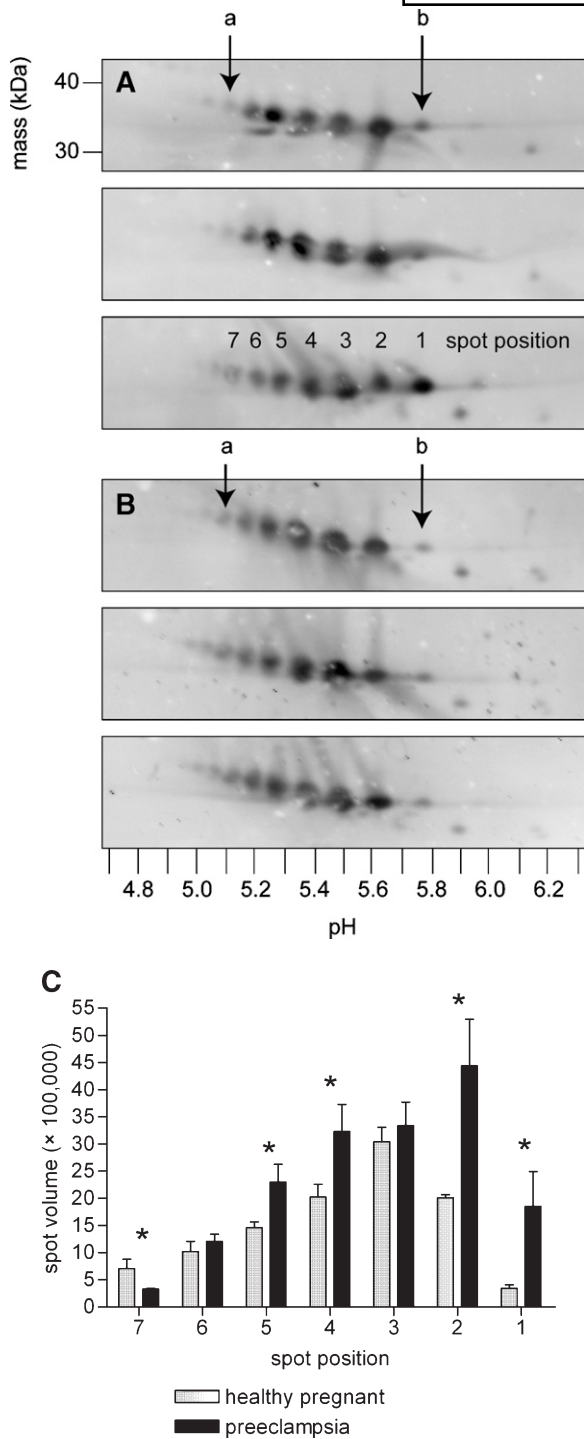 a b
A
40
30
mass (kDa)
7 6 5 4 3 2 1 spot position
a b
B
4.8 5.0 5.2 5.4 5.6 5.8 6.0 6.2
pH
C
55
50
45
40
35
30
25
20
15
10
5
0
spot volume (× 100,000)
* * * * *
7 6 5 4 3 2 1
spot position
healthy pregnant
preeclampsia